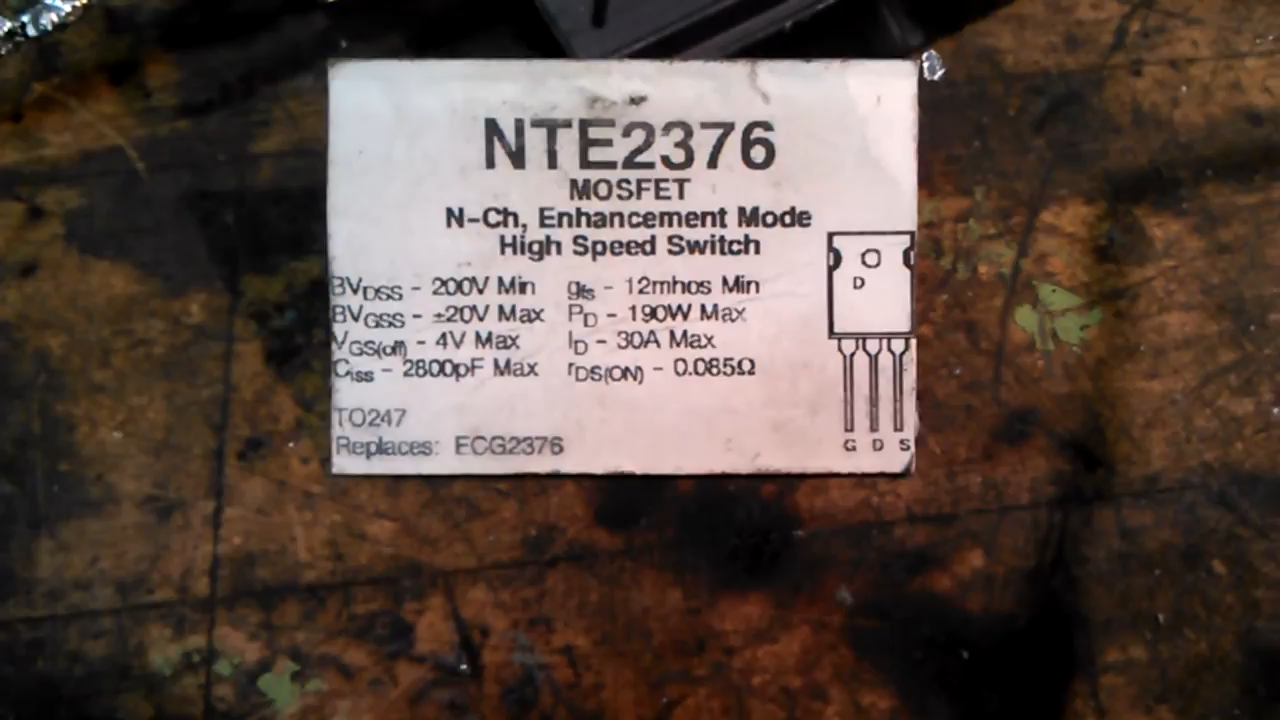 NTE2376
MOSFET
N-Ch, Enhancement Mode
High Speed Switch
BVDSS - 200V Min gfs - 12mhos Min
BVGSS - ±20V Max PD - 190W Max
VGS(off) - 4V Max ID - 30A Max
Ciss - 2800pF Max rDS(ON) - 0.085Ω
D
TO247
Replaces: ECG2376
G D S